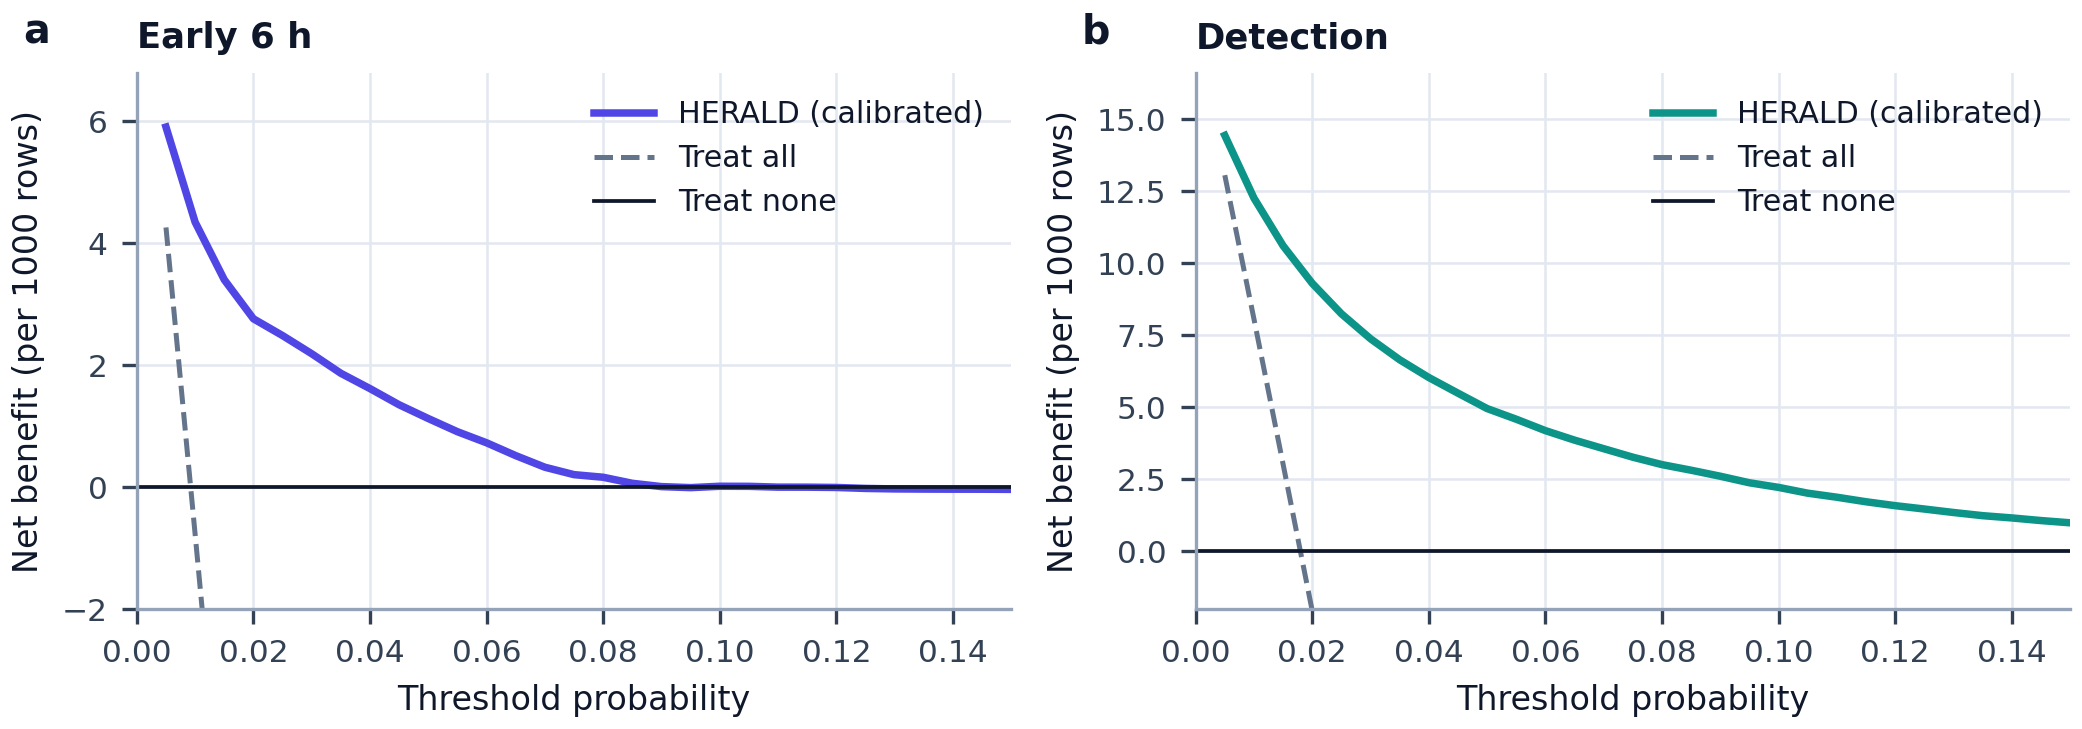 a
Early 6 h
Net benefit (per 1000 rows)
6
4
2
0
−2
HERALD (calibrated)
Treat all
Treat none
0.00 0.02 0.04 0.06 0.08 0.10 0.12 0.14
Threshold probability
b
Detection
Net benefit (per 1000 rows)
15.0
12.5
10.0
7.5
5.0
2.5
0.0
HERALD (calibrated)
Treat all
Treat none
0.00 0.02 0.04 0.06 0.08 0.10 0.12 0.14
Threshold probability